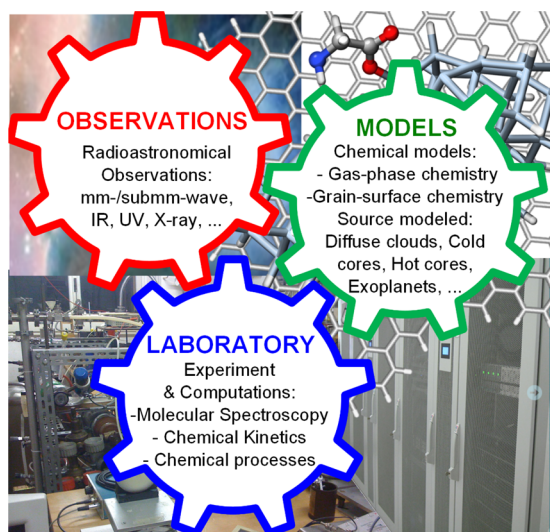 OBSERVATIONS
Radioastronomical
Observations:
mm-/submm-wave,
IR, UV, X-ray, ...
MODELS
Chemical models:
- Gas-phase chemistry
-Grain-surface chemistry
Source modeled:
Diffuse clouds, Cold
cores, Hot cores,
Exoplanets, ...
LABORATORY
Experiment
& Computations:
-Molecular Spectroscopy
- Chemical Kinetics
- Chemical processes